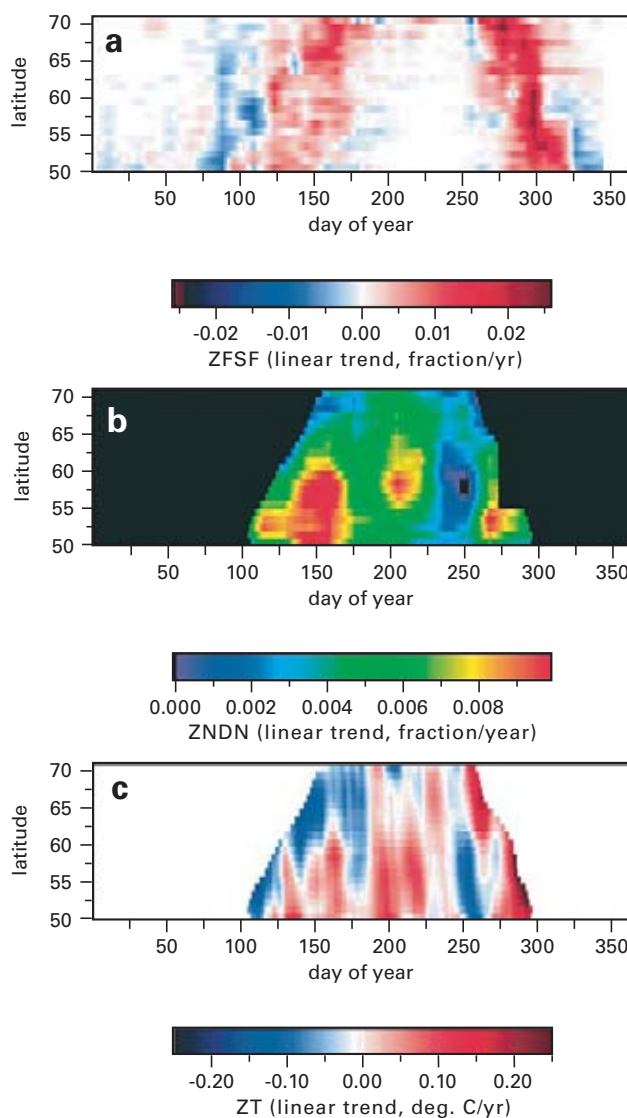 a
latitude
70
65
60
55
50
50 100 150 200 250 300 350
day of year
-0.02 -0.01 0.00 0.01 0.02
ZFSF (linear trend, fraction/yr)
b
latitude
70
65
60
55
50
50 100 150 200 250 300 350
day of year
0.000 0.002 0.004 0.006 0.008
ZNDN (linear trend, fraction/year)
c
latitude
70
65
60
55
50
50 100 150 200 250 300 350
day of year
-0.20 -0.10 0.00 0.10 0.20
ZT (linear trend, deg. C/yr)